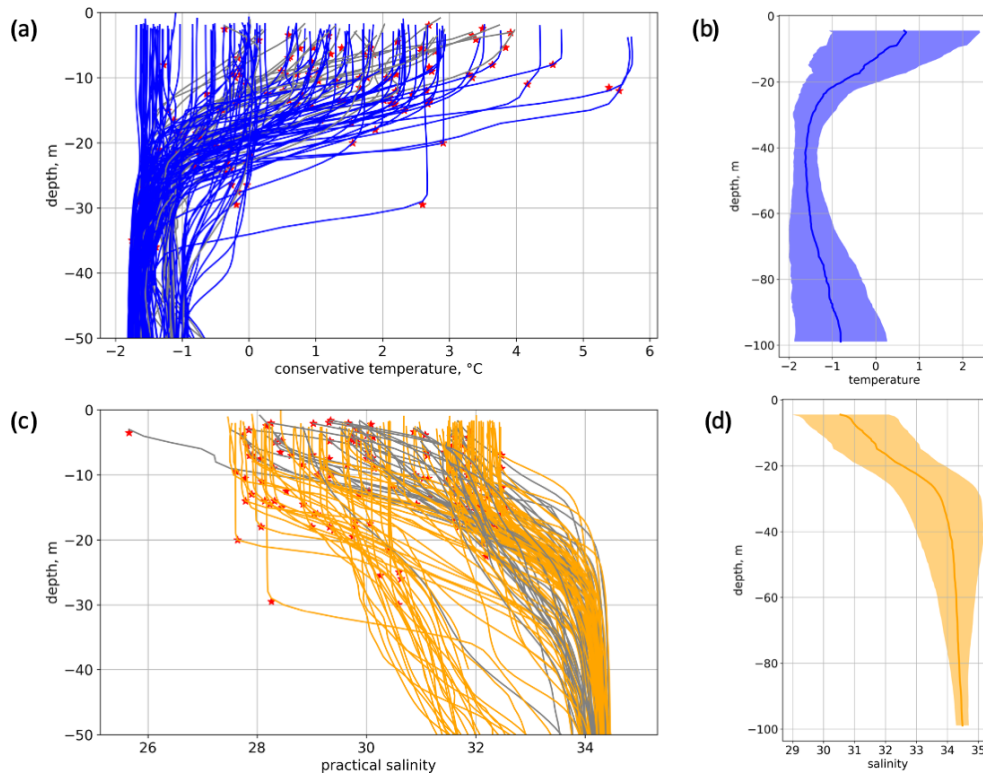 (a)
depth, m
0
−10
−20
−30
−40
−50
−2 −1 0 1 2 3 4 5 6
conservative temperature, °C
(b)
depth, m
0
−20
−40
−60
−80
−100
−2 −1 0 1 2
temperature
(c)
depth, m
0
−10
−20
−30
−40
−50
26 28 30 32 34
practical salinity
(d)
depth, m
0
−20
−40
−60
−80
−100
29 30 31 32 33 34 35
salinity